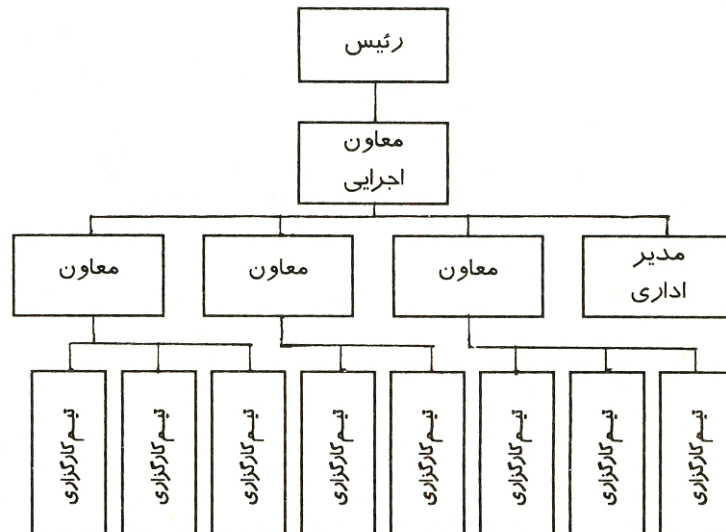 رئیس
معاون
اجرایی
مدیر
اداری
معاون
معاون
معاون
تیم کارگزاری
تیم کارگزاری
تیم کارگزاری
تیم کارگزاری
تیم کارگزاری
تیم کارگزاری
تیم کارگزاری
تیم کارگزاری